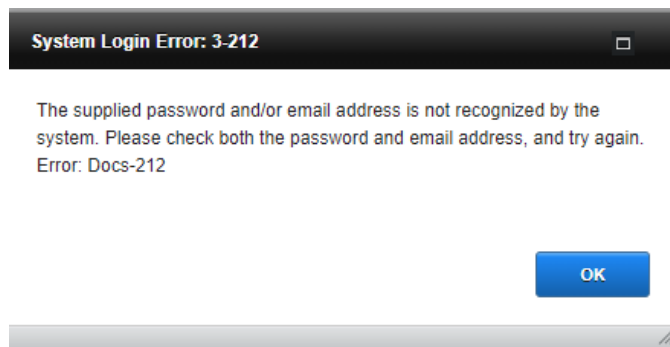 System Login Error: 3-212
The supplied password and/or email address is not recognized by the
system. Please check both the password and email address, and try again.
Error: Docs-212
OK